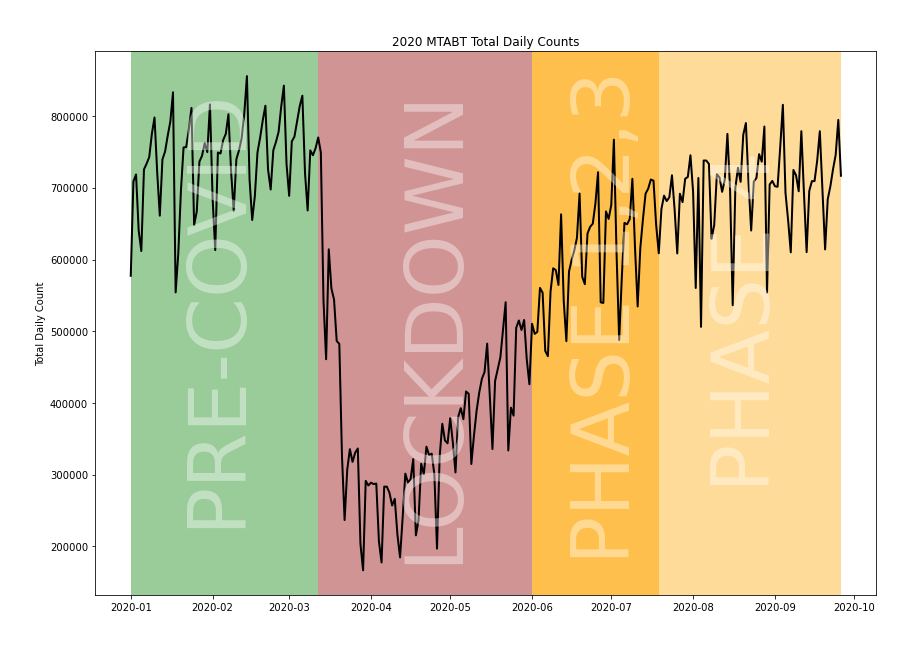 2020 MTABT Total Daily Counts
Total Daily Count
800000
700000
600000
500000
400000
300000
200000
PRE-COVID
LOCKDOWN
PHASE 1,2,3
PHASE 4
2020-01 2020-02 2020-03 2020-04 2020-05 2020-06 2020-07 2020-08 2020-09 2020-10